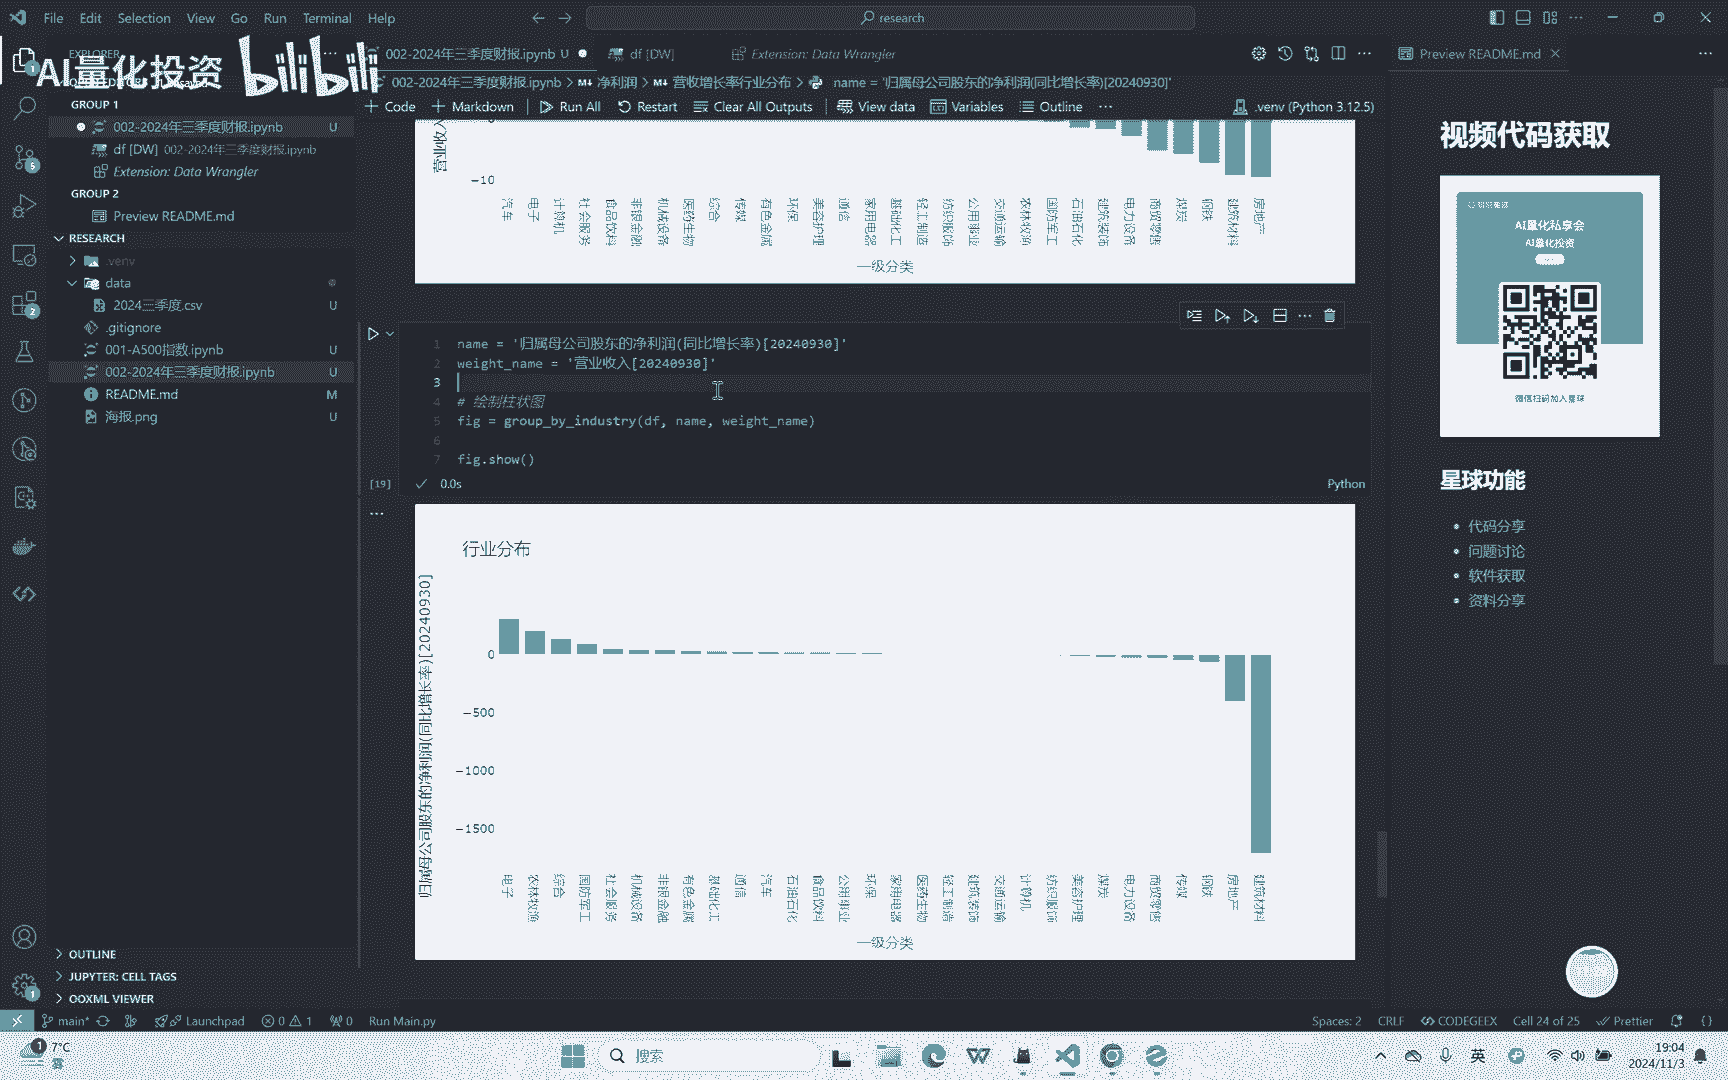 File Edit Selection View Go Run Terminal Help
research
AI量化投资 bilibili
EXPLORER
002-2024年三季度财报.ipynb U
df [DW]
Extension: Data Wrangler
Preview README.md
002-2024年三季度财报.ipynb > 净利润 > 营收增长率行业分布 > name = '归属母公司股东的净利润(同比增长率)[20240930]'
Code Markdown Run All Restart Clear All Outputs View data Variables Outline
.venv (Python 3.12.5)
GROUP 1
002-2024年三季度财报.ipynb U
df [DW] 002-2024年三季度财报.ipynb
Extension: Data Wrangler
GROUP 2
Preview README.md
RESEARCH
.venv
data
2024三季度.csv U
.gitignore
001-A500指数.ipynb U
002-2024年三季度财报.ipynb U
README.md M
海报.png U
OUTLINE
JUPYTER: CELL TAGS
OOXML VIEWER
营业收入
−10
汽车 电子 计算机 社会服务 食品饮料 非银金融 机械设备 医药生物 综合 传媒 有色金属 环保 美容护理 通信 家用电器 基础化工 轻工制造 纺织服饰 公用事业 交通运输 农林牧渔 国防军工 石油石化 建筑装饰 电力设备 商贸零售 煤炭 钢铁 建筑材料 房地产
一级分类
1 name = '归属母公司股东的净利润(同比增长率)[20240930]'
2 weight_name = '营业收入[20240930]'
3
4 # 绘制柱状图
5 fig = group_by_industry(df, name, weight_name)
6
7 fig.show()
[19] 0.0s Python
行业分布
归属母公司股东的净利润(同比增长率)[20240930]
0
−500
−1000
−1500
电子 农林牧渔 综合 国防军工 社会服务 机械设备 非银金融 有色金属 基础化工 通信 汽车 石油石化 食品饮料 公用事业 环保 家用电器 医药生物 轻工制造 建筑装饰 交通运输 计算机 纺织服饰 美容护理 煤炭 电力设备 商贸零售 传媒 钢铁 房地产 建筑材料
一级分类
视频代码获取
AI量化私享会
AI量化投资
微信扫码加入星球
星球功能
代码分享
问题讨论
软件获取
资料分享
main* Launchpad 0 1 0 Run Main.py
Spaces: 2 CRLF CODEGEEX Cell 24 of 25 Prettier
7°C
搜索
英
19:04
2024/11/3